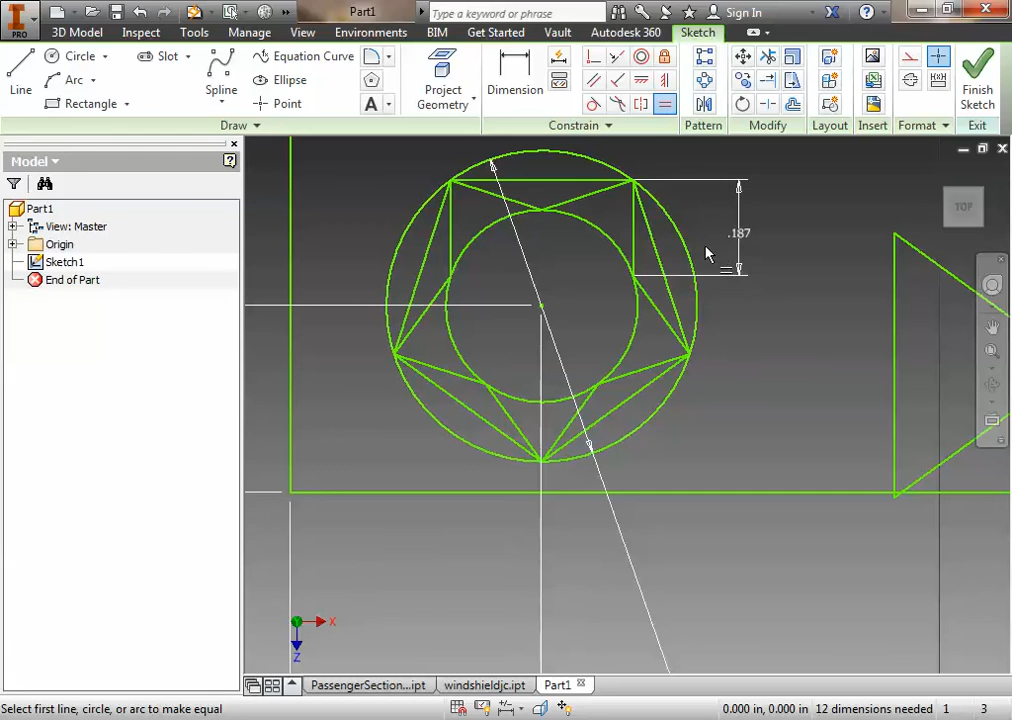 Part1
Type a keyword or phrase
Sign In
PRO
3D Model Inspect Tools Manage View Environments BIM Get Started Vault Autodesk 360 Sketch
Line
Circle
Arc
Rectangle
Slot
Spline
Equation Curve
Ellipse
Point
A
Project Geometry
Dimension
Finish Sketch
Draw
Constrain
Pattern
Modify
Layout
Insert
Format
Exit
Model
Part1
View: Master
Origin
Sketch1
End of Part
.187
TOP
X
Z
PassengerSection...ipt windshieldjc.ipt Part1
Select first line, circle, or arc to make equal
0.000 in, 0.000 in 12 dimensions needed 1 3